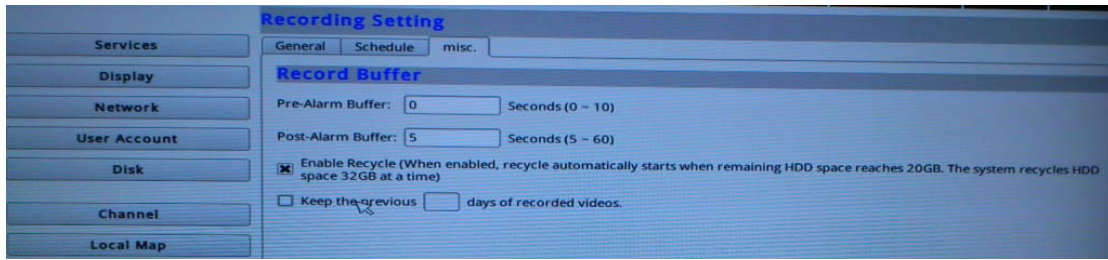 Recording Setting
Services
General Schedule misc.
Display
Record Buffer
Network
Pre-Alarm Buffer: 0 Seconds (0 ~ 10)
User Account
Post-Alarm Buffer: 5 Seconds (5 ~ 60)
Disk
Enable Recycle (When enabled, recycle automatically starts when remaining HDD space reaches 20GB. The system recycles HDD
space 32GB at a time)
Keep the previous days of recorded videos.
Channel
Local Map